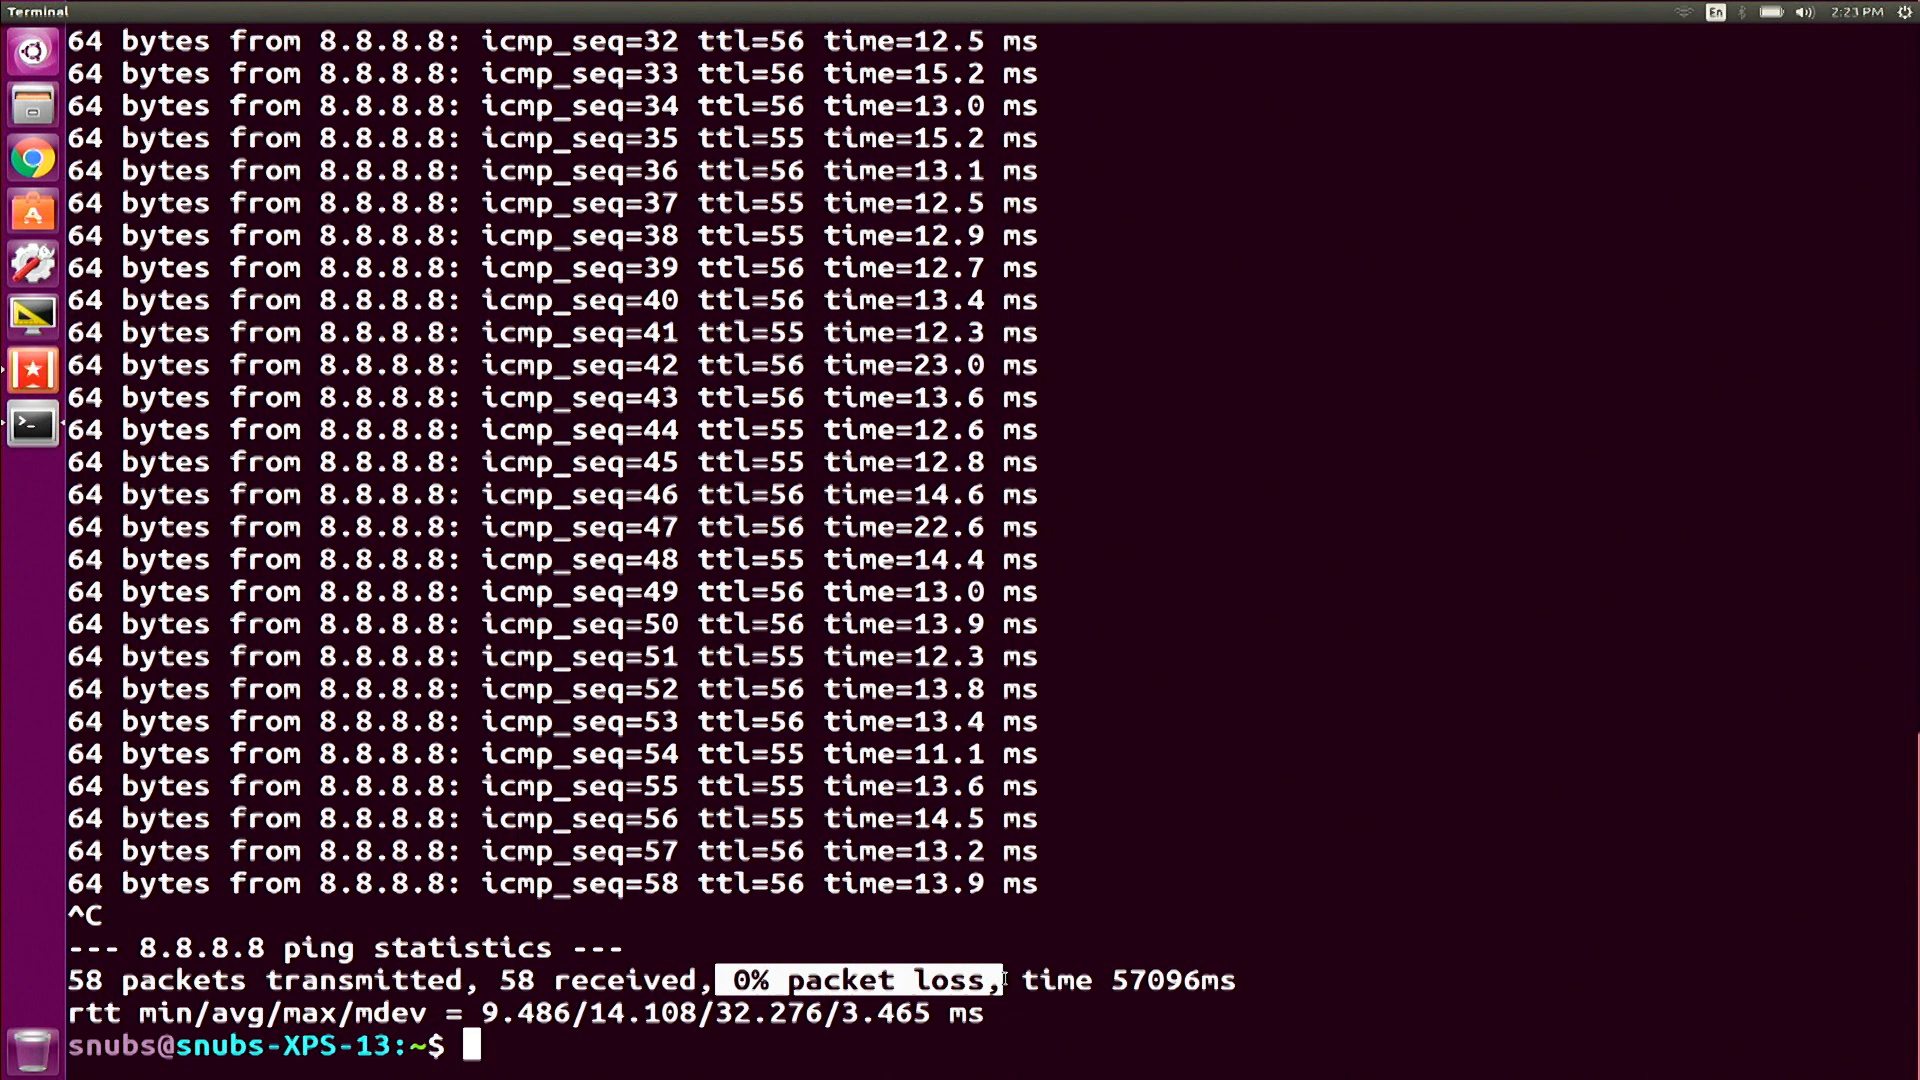 Terminal
En
2:23 PM
64 bytes from 8.8.8.8: icmp_seq=32 ttl=56 time=12.5 ms
64 bytes from 8.8.8.8: icmp_seq=33 ttl=56 time=15.2 ms
64 bytes from 8.8.8.8: icmp_seq=34 ttl=56 time=13.0 ms
64 bytes from 8.8.8.8: icmp_seq=35 ttl=55 time=15.2 ms
64 bytes from 8.8.8.8: icmp_seq=36 ttl=56 time=13.1 ms
64 bytes from 8.8.8.8: icmp_seq=37 ttl=55 time=12.5 ms
64 bytes from 8.8.8.8: icmp_seq=38 ttl=55 time=12.9 ms
64 bytes from 8.8.8.8: icmp_seq=39 ttl=56 time=12.7 ms
64 bytes from 8.8.8.8: icmp_seq=40 ttl=56 time=13.4 ms
64 bytes from 8.8.8.8: icmp_seq=41 ttl=55 time=12.3 ms
64 bytes from 8.8.8.8: icmp_seq=42 ttl=56 time=23.0 ms
64 bytes from 8.8.8.8: icmp_seq=43 ttl=56 time=13.6 ms
64 bytes from 8.8.8.8: icmp_seq=44 ttl=55 time=12.6 ms
64 bytes from 8.8.8.8: icmp_seq=45 ttl=55 time=12.8 ms
64 bytes from 8.8.8.8: icmp_seq=46 ttl=56 time=14.6 ms
64 bytes from 8.8.8.8: icmp_seq=47 ttl=56 time=22.6 ms
64 bytes from 8.8.8.8: icmp_seq=48 ttl=55 time=14.4 ms
64 bytes from 8.8.8.8: icmp_seq=49 ttl=56 time=13.0 ms
64 bytes from 8.8.8.8: icmp_seq=50 ttl=56 time=13.9 ms
64 bytes from 8.8.8.8: icmp_seq=51 ttl=55 time=12.3 ms
64 bytes from 8.8.8.8: icmp_seq=52 ttl=56 time=13.8 ms
64 bytes from 8.8.8.8: icmp_seq=53 ttl=56 time=13.4 ms
64 bytes from 8.8.8.8: icmp_seq=54 ttl=55 time=11.1 ms
64 bytes from 8.8.8.8: icmp_seq=55 ttl=55 time=13.6 ms
64 bytes from 8.8.8.8: icmp_seq=56 ttl=55 time=14.5 ms
64 bytes from 8.8.8.8: icmp_seq=57 ttl=56 time=13.2 ms
64 bytes from 8.8.8.8: icmp_seq=58 ttl=56 time=13.9 ms
^C
--- 8.8.8.8 ping statistics ---
58 packets transmitted, 58 received, 0% packet loss, time 57096ms
rtt min/avg/max/mdev = 9.486/14.108/32.276/3.465 ms
snubs@snubs-XPS-13:~$